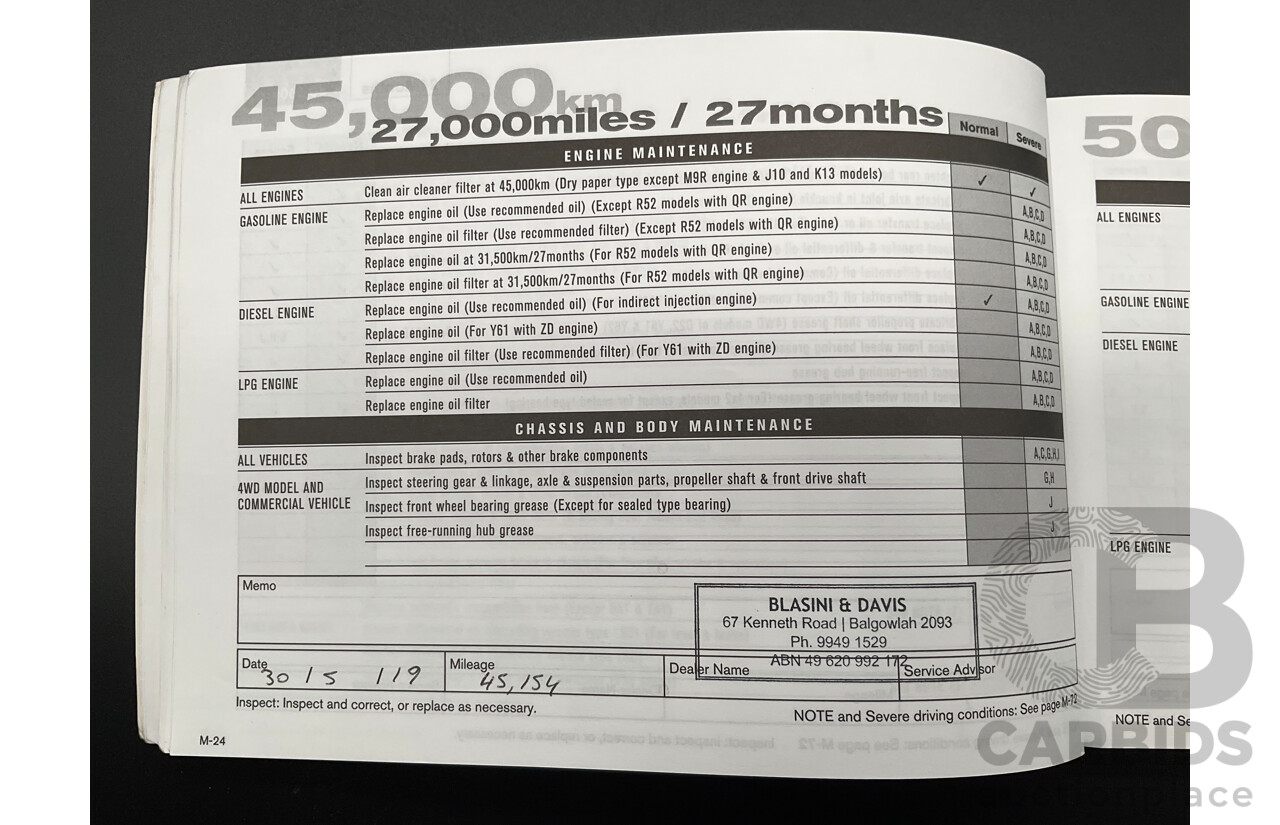 45,000km
27,000miles / 27months
Normal Severe
ENGINE MAINTENANCE
ALL ENGINES Clean air cleaner filter at 45,000km (Dry paper type except M9R engine & J10 and K13 models) ✓ ✓
GASOLINE ENGINE Replace engine oil (Use recommended oil) (Except R52 models with QR engine) A,B,C,D
Replace engine oil filter (Use recommended filter) (Except R52 models with QR engine) A,B,C,D
Replace engine oil at 31,500km/27months (For R52 models with QR engine) A,B,C,D
Replace engine oil filter at 31,500km/27months (For R52 models with QR engine) A,B,C,D
DIESEL ENGINE Replace engine oil (Use recommended oil) (For indirect injection engine) ✓ A,B,C,D
Replace engine oil (For Y61 with ZD engine) A,B,C,D
Replace engine oil filter (Use recommended filter) (For Y61 with ZD engine) A,B,C,D
LPG ENGINE Replace engine oil (Use recommended oil) A,B,C,D
Replace engine oil filter A,B,C,D
CHASSIS AND BODY MAINTENANCE
ALL VEHICLES Inspect brake pads, rotors & other brake components A,C,G,H,I
4WD MODEL AND
COMMERCIAL VEHICLE
Inspect steering gear & linkage, axle & suspension parts, propeller shaft & front drive shaft G,H
Inspect front wheel bearing grease (Except for sealed type bearing) J
Inspect free-running hub grease J
Memo
BLASINI & DAVIS
67 Kenneth Road | Balgowlah 2093
Ph. 9949 1529
ABN 49 620 992 172
Date 30 / 5 / 19 Mileage 45,154 Dealer Name Service Advisor
Inspect: Inspect and correct, or replace as necessary.
NOTE and Severe driving conditions: See page M-72
M-24
50
ALL ENGINES
GASOLINE ENGINE
DIESEL ENGINE
LPG ENGINE
NOTE and Se
CB
CARBIDS
auctionplace